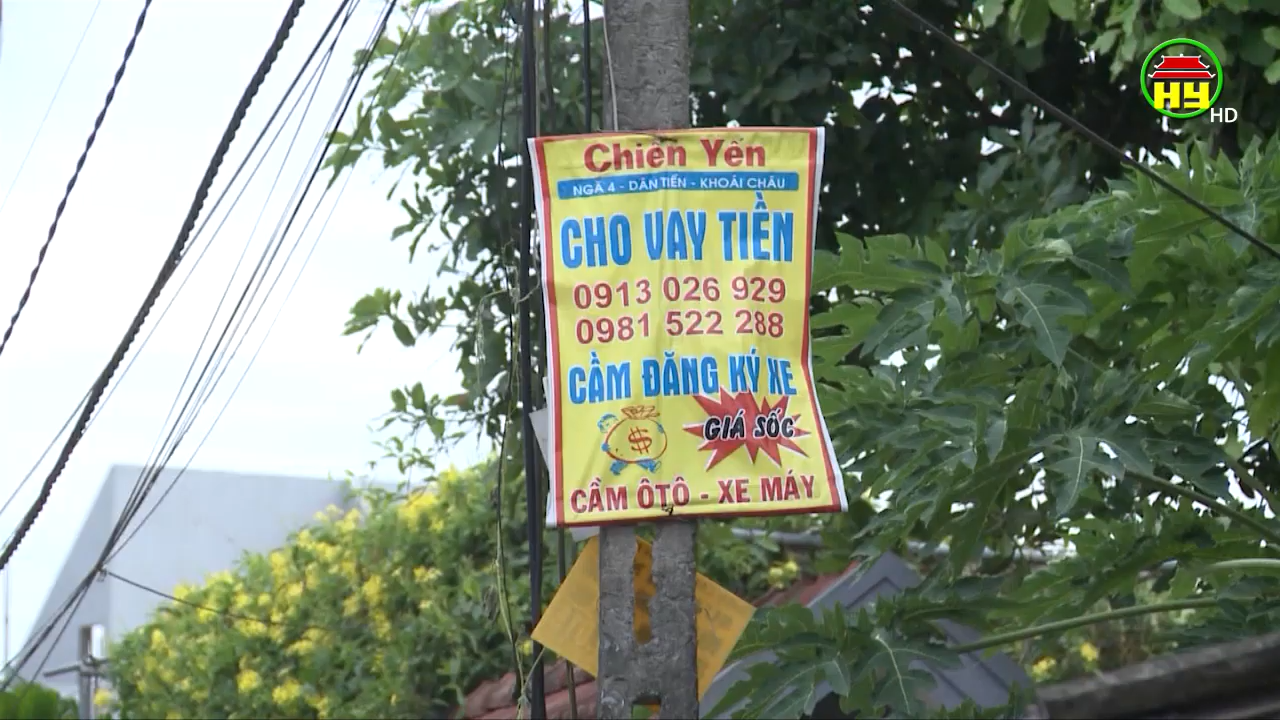 HY
HD
Chiên Yến
NGÃ 4 - DÂN TIẾN - KHOÁI CHÂU
CHO VAY TIỀN
0913 026 929
0981 522 288
CẦM ĐĂNG KÝ XE
$
GIÁ SỐC
CẦM ÔTÔ - XE MÁY